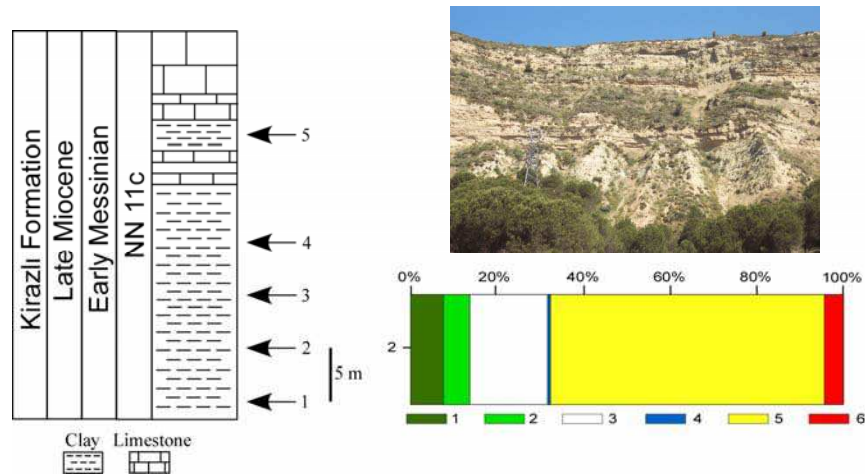 Kirazlı Formation
Late Miocene
Early Messinian
NN 11c
5
4
3
2
1
5 m
Clay Limestone
0% 20% 40% 60% 80% 100%
2
1 2 3 4 5 6